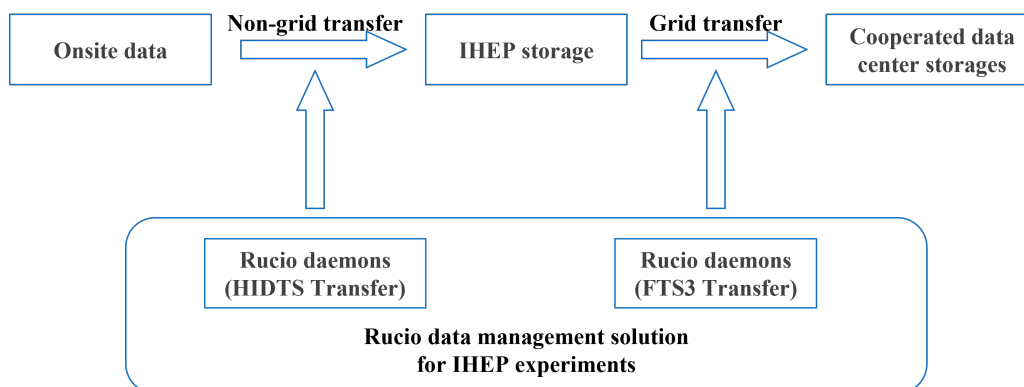 Non-grid transfer
Grid transfer
Onsite data
IHEP storage
Cooperated data
center storages
Rucio daemons
(HIDTS Transfer)
Rucio daemons
(FTS3 Transfer)
Rucio data management solution
for IHEP experiments